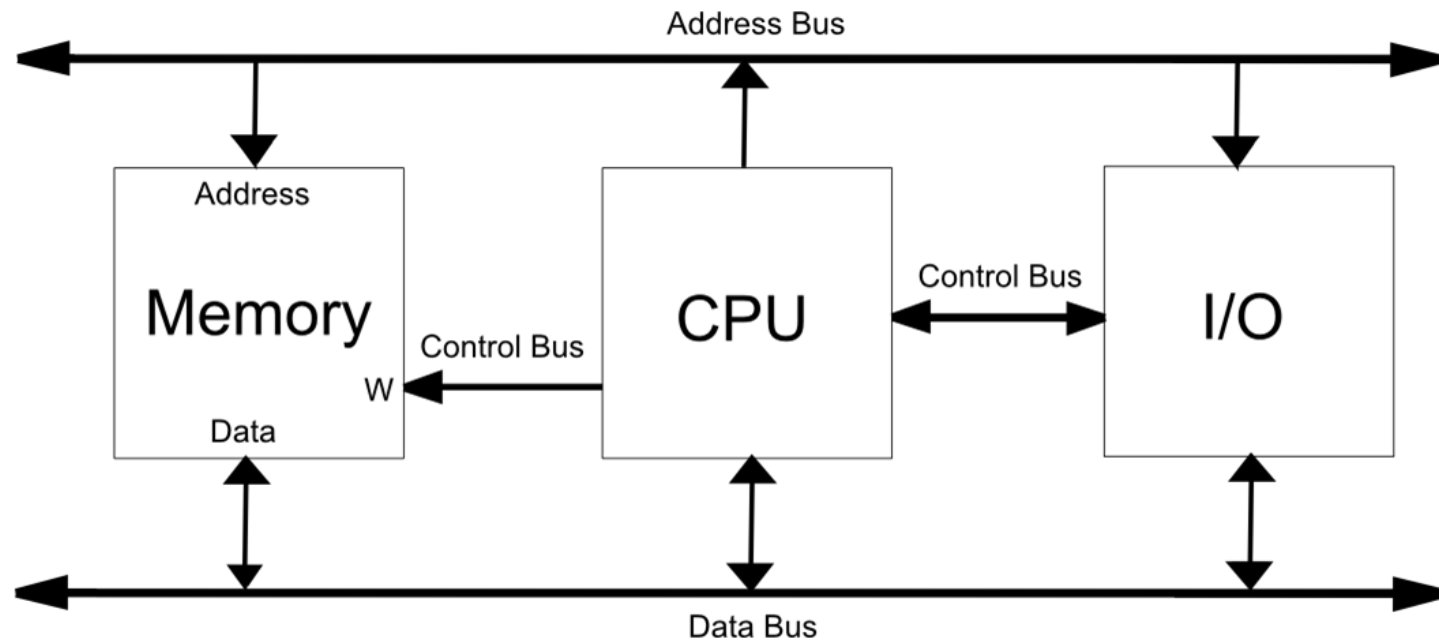 Address Bus
Address
Memory
Control Bus
W
Data
CPU
Control Bus
I/O
Data Bus